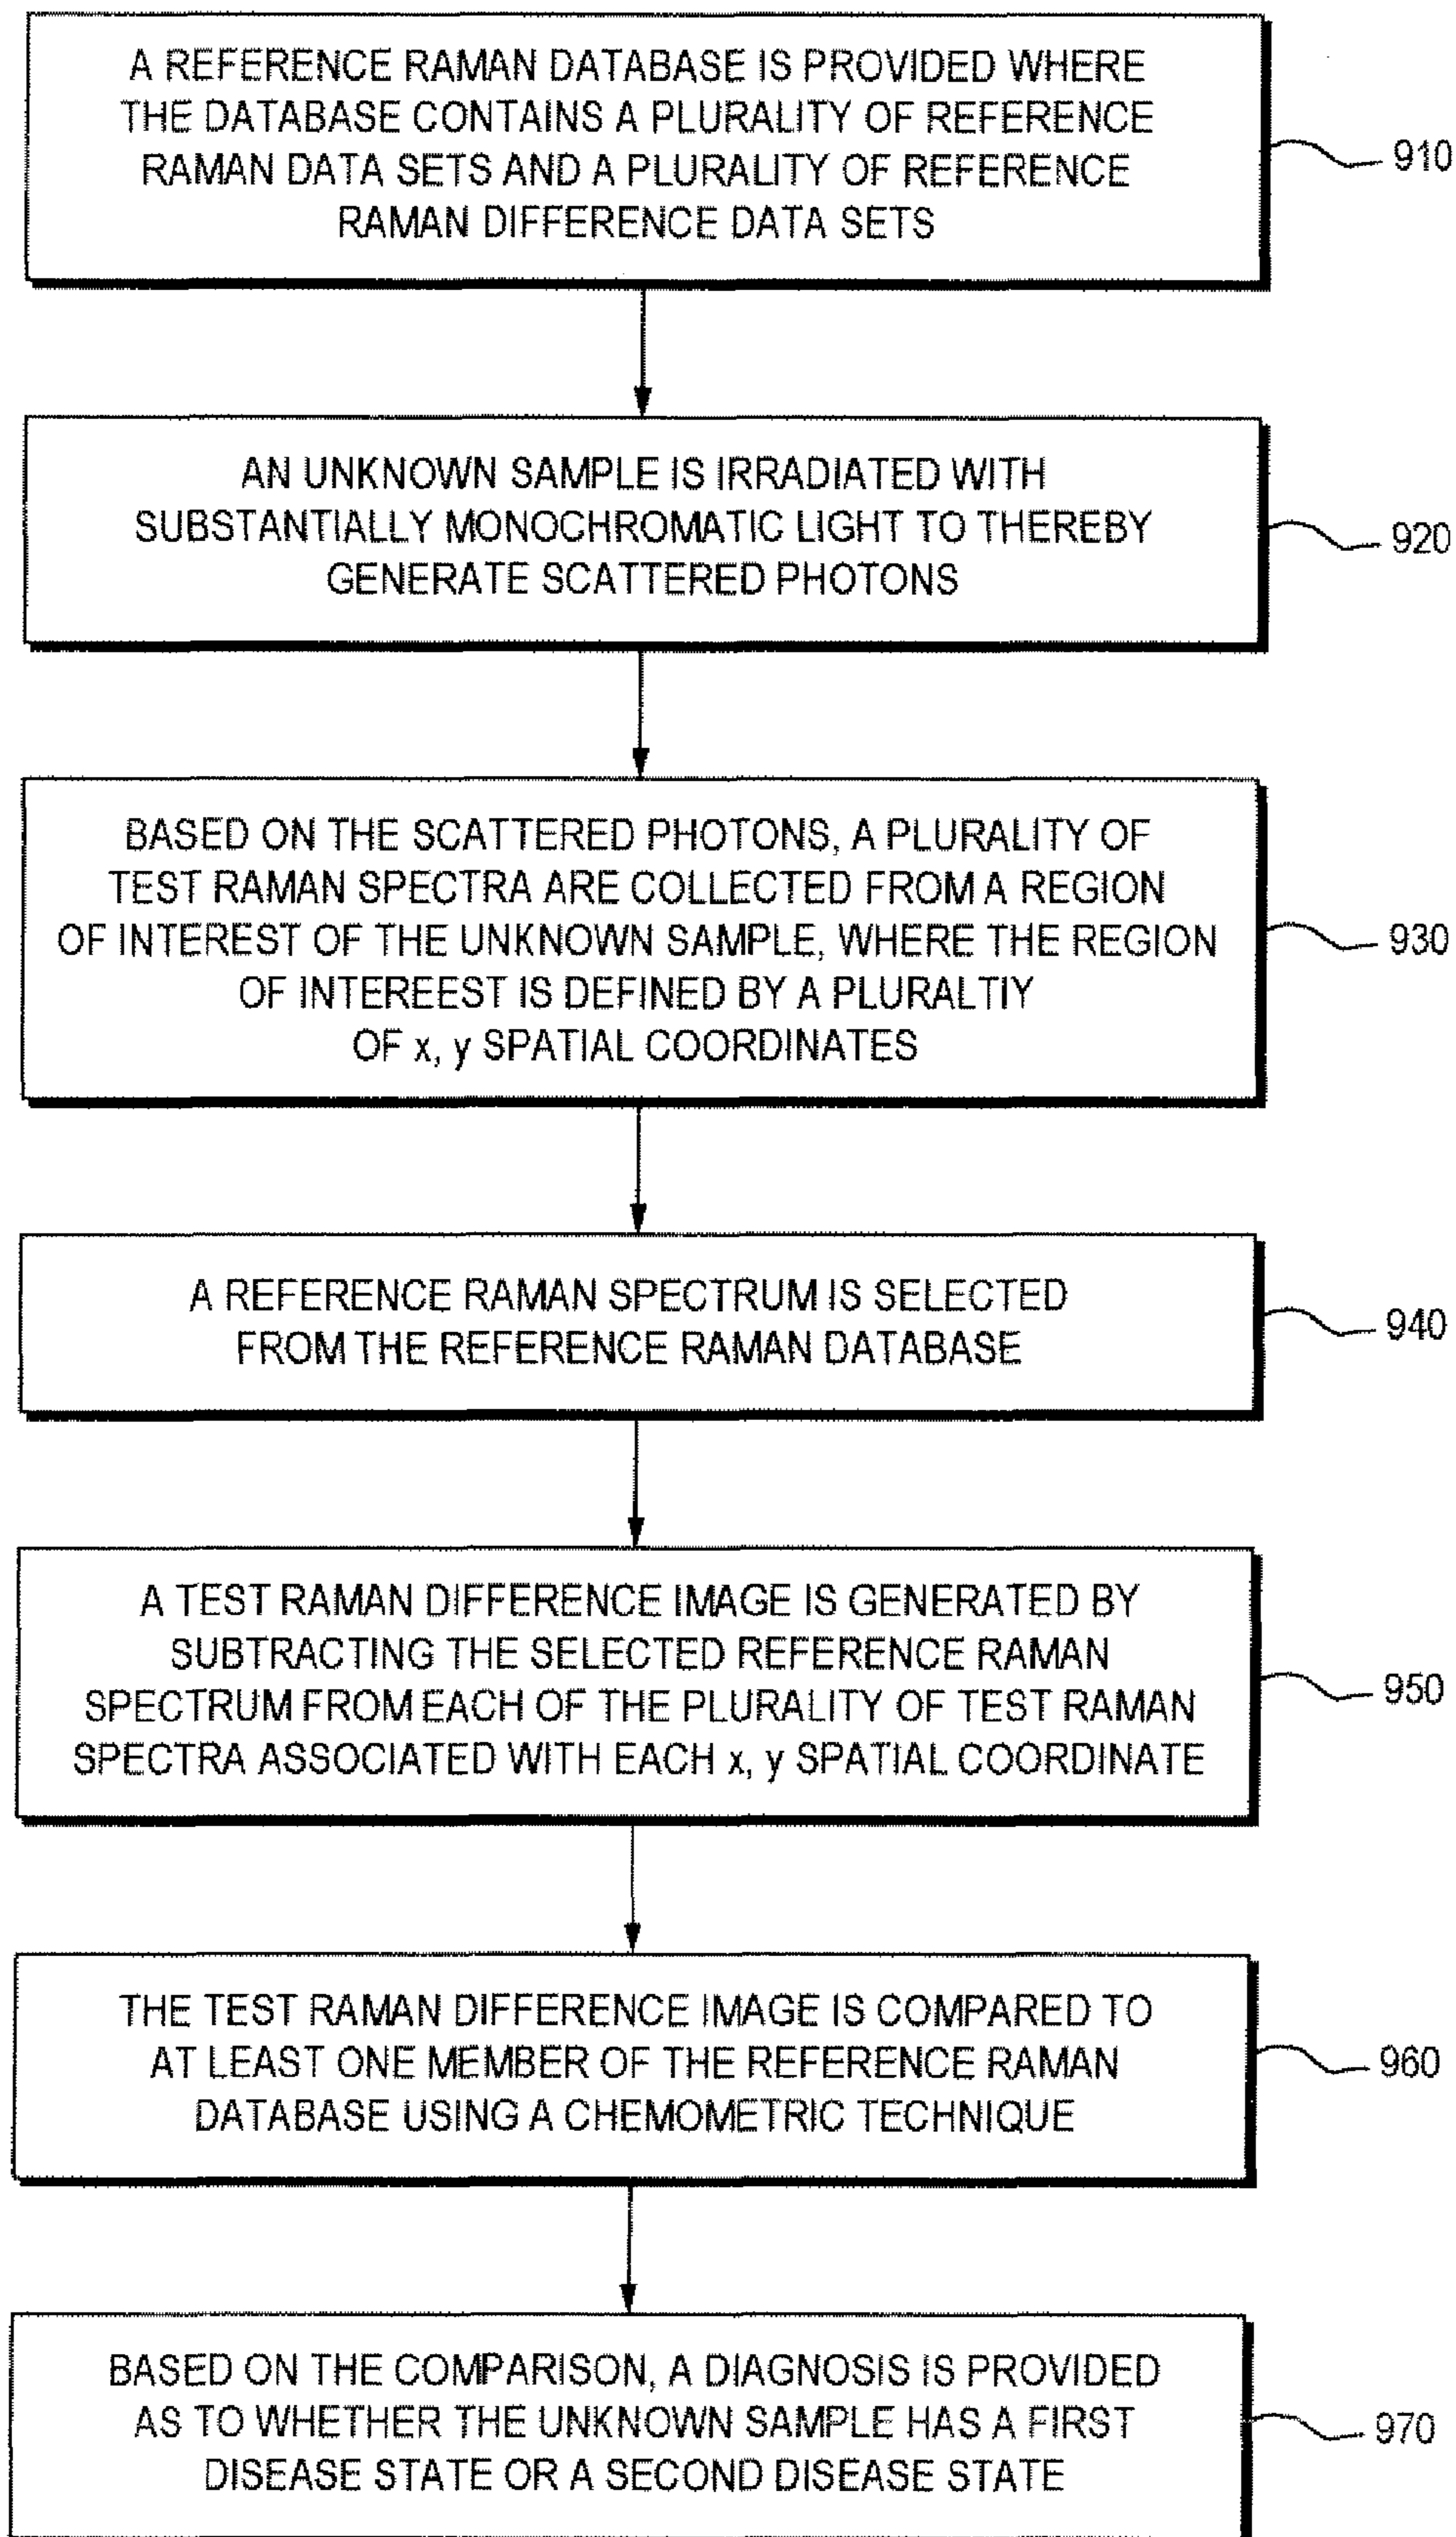 A REFERENCE RAMAN DATABASE IS PROVIDED WHERE
THE DATABASE CONTAINS A PLURALITY OF REFERENCE
RAMAN DATA SETS AND A PLURALITY OF REFERENCE
RAMAN DIFFERENCE DATA SETS
910
AN UNKNOWN SAMPLE IS IRRADIATED WITH
SUBSTANTIALLY MONOCHROMATIC LIGHT TO THEREBY
GENERATE SCATTERED PHOTONS
920
BASED ON THE SCATTERED PHOTONS, A PLURALITY OF
TEST RAMAN SPECTRA ARE COLLECTED FROM A REGION
OF INTEREST OF THE UNKNOWN SAMPLE, WHERE THE REGION
OF INTEREEST IS DEFINED BY A PLURALTIY
OF x, y SPATIAL COORDINATES
930
A REFERENCE RAMAN SPECTRUM IS SELECTED
FROM THE REFERENCE RAMAN DATABASE
940
A TEST RAMAN DIFFERENCE IMAGE IS GENERATED BY
SUBTRACTING THE SELECTED REFERENCE RAMAN
SPECTRUM FROM EACH OF THE PLURALITY OF TEST RAMAN
SPECTRA ASSOCIATED WITH EACH x, y SPATIAL COORDINATE
950
THE TEST RAMAN DIFFERENCE IMAGE IS COMPARED TO
AT LEAST ONE MEMBER OF THE REFERENCE RAMAN
DATABASE USING A CHEMOMETRIC TECHNIQUE
960
BASED ON THE COMPARISON, A DIAGNOSIS IS PROVIDED
AS TO WHETHER THE UNKNOWN SAMPLE HAS A FIRST
DISEASE STATE OR A SECOND DISEASE STATE
970